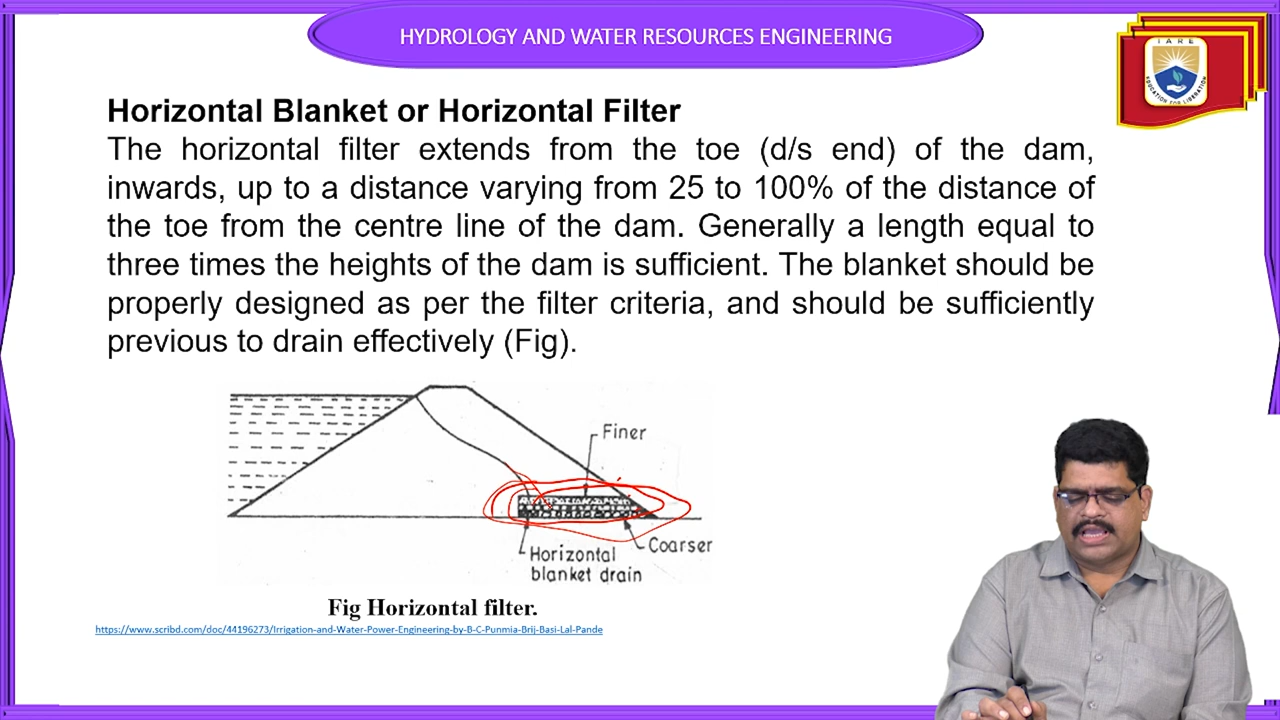 HYDROLOGY AND WATER RESOURCES ENGINEERING
I A R E
EDUCATION FOR LIBERATION
Horizontal Blanket or Horizontal Filter
The horizontal filter extends from the toe (d/s end) of the dam,
inwards, up to a distance varying from 25 to 100% of the distance of
the toe from the centre line of the dam. Generally a length equal to
three times the heights of the dam is sufficient. The blanket should be
properly designed as per the filter criteria, and should be sufficiently
previous to drain effectively (Fig).
Finer
Coarser
Horizontal
blanket drain
Fig Horizontal filter.
https://www.scribd.com/doc/44196273/Irrigation-and-Water-Power-Engineering-by-B-C-Punmia-Brij-Basi-Lal-Pande